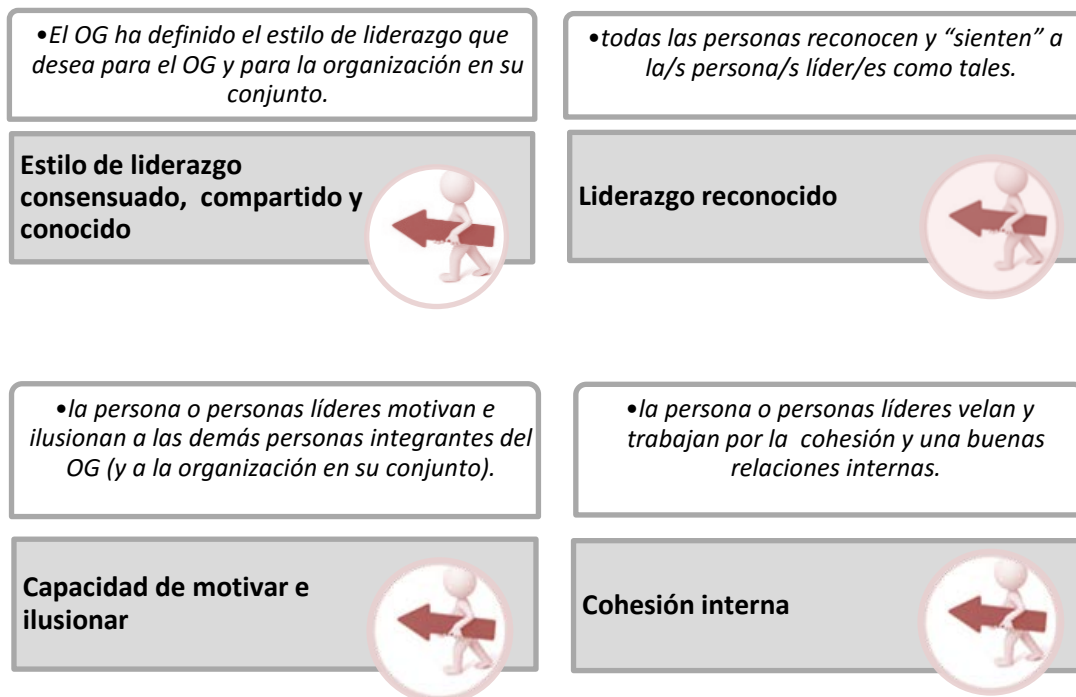 •El OG ha definido el estilo de liderazgo que
desea para el OG y para la organización en su
conjunto.
Estilo de liderazgo
consensuado, compartido y
conocido
•todas las personas reconocen y “sienten” a
la/s persona/s líder/es como tales.
Liderazgo reconocido
•la persona o personas líderes motivan e
ilusionan a las demás personas integrantes del
OG (y a la organización en su conjunto).
Capacidad de motivar e
ilusionar
•la persona o personas líderes velan y
trabajan por la cohesión y una buenas
relaciones internas.
Cohesión interna